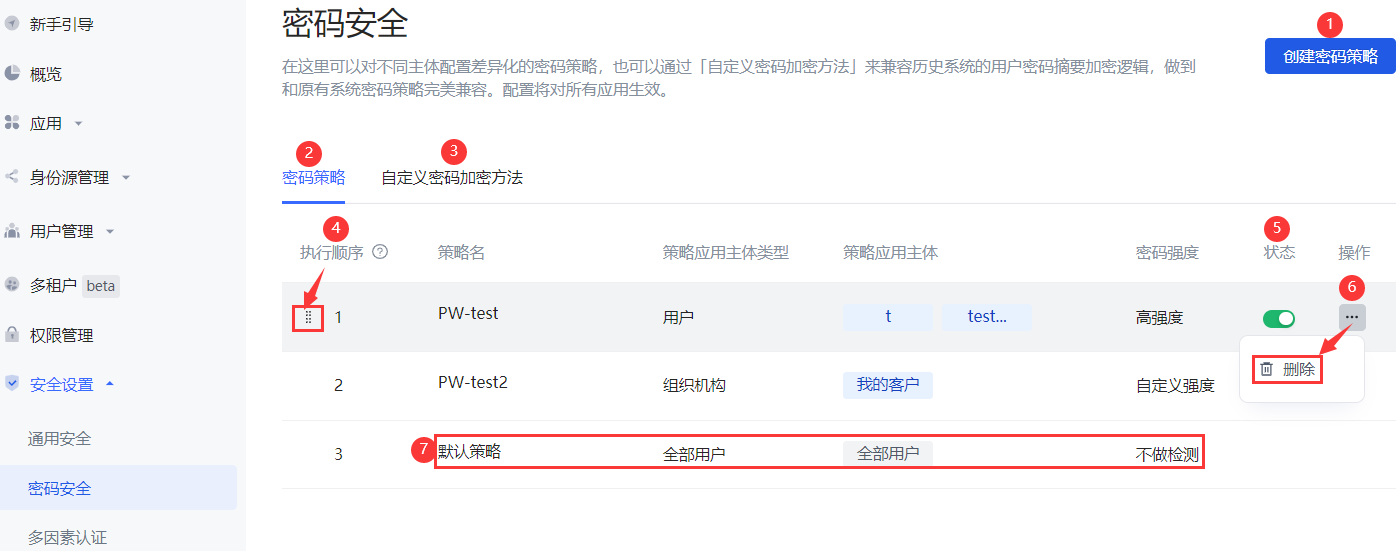 新手引导
概览
应用
身份源管理
用户管理
多租户 beta
权限管理
安全设置
通用安全
密码安全
多因素认证
密码安全
1
创建密码策略
在这里可以对不同主体配置差异化的密码策略，也可以通过「自定义密码加密方法」来兼容历史系统的用户密码摘要加密逻辑，做到
和原有系统密码策略完美兼容。配置将对所有应用生效。
2 3
密码策略 自定义密码加密方法
4 5
执行顺序 ? 策略名 策略应用主体类型 策略应用主体 密码强度 状态 操作
6
1 PW-test 用户 t test... 高强度 ...
删除
2 PW-test2 组织机构 我的客户 自定义强度
3 7 默认策略 全部用户 全部用户 不做检测